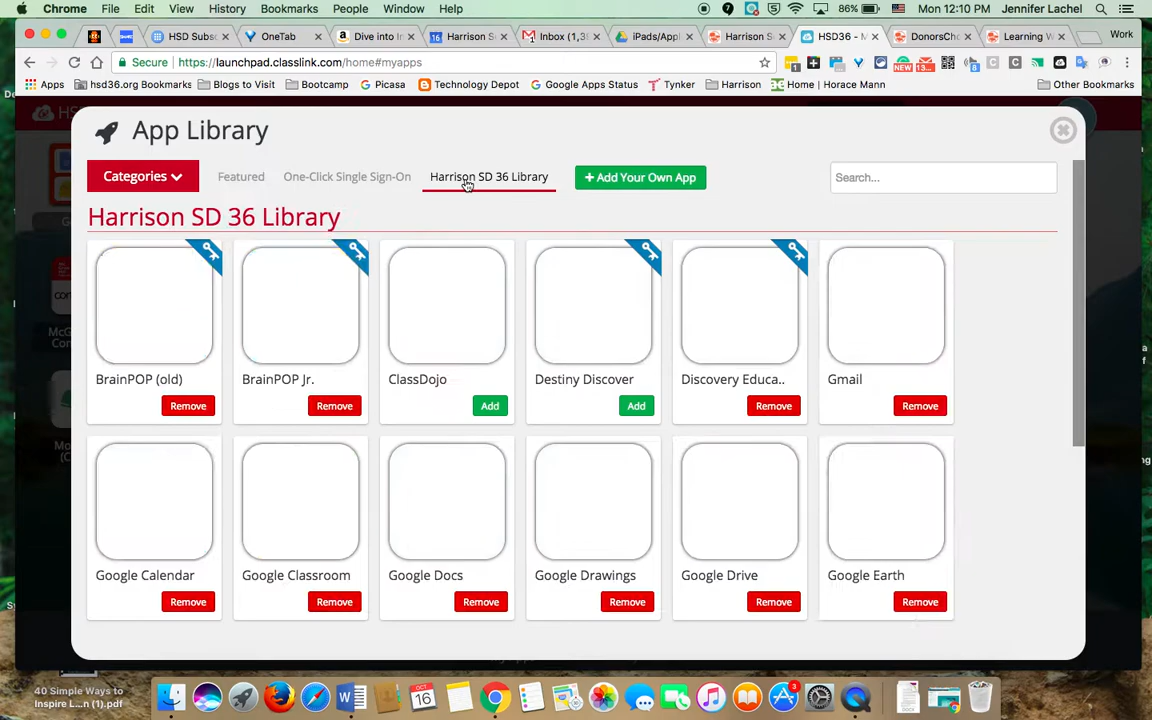 Chrome File Edit View History Bookmarks People Window Help 86% Mon 12:10 PM Jennifer Lachel
HSD Subs OneTab Dive into In Harrison S Inbox (1,3 iPads/Appl Harrison S HSD36 - M DonorsCho Learning W Work
Secure https://launchpad.classlink.com/home#myapps
Apps hsd36.org Bookmarks Blogs to Visit Bootcamp Picasa Technology Depot Google Apps Status Tynker Harrison Home | Horace Mann Other Bookmarks
App Library
Categories Featured One-Click Single Sign-On Harrison SD 36 Library + Add Your Own App Search...
Harrison SD 36 Library
BrainPOP (old) BrainPOP Jr. ClassDojo Destiny Discover Discovery Educa.. Gmail
Remove Remove Add Add Remove Remove
Google Calendar Google Classroom Google Docs Google Drawings Google Drive Google Earth
Remove Remove Remove Remove Remove Remove
40 Simple Ways to
Inspire L...n (1).pdf